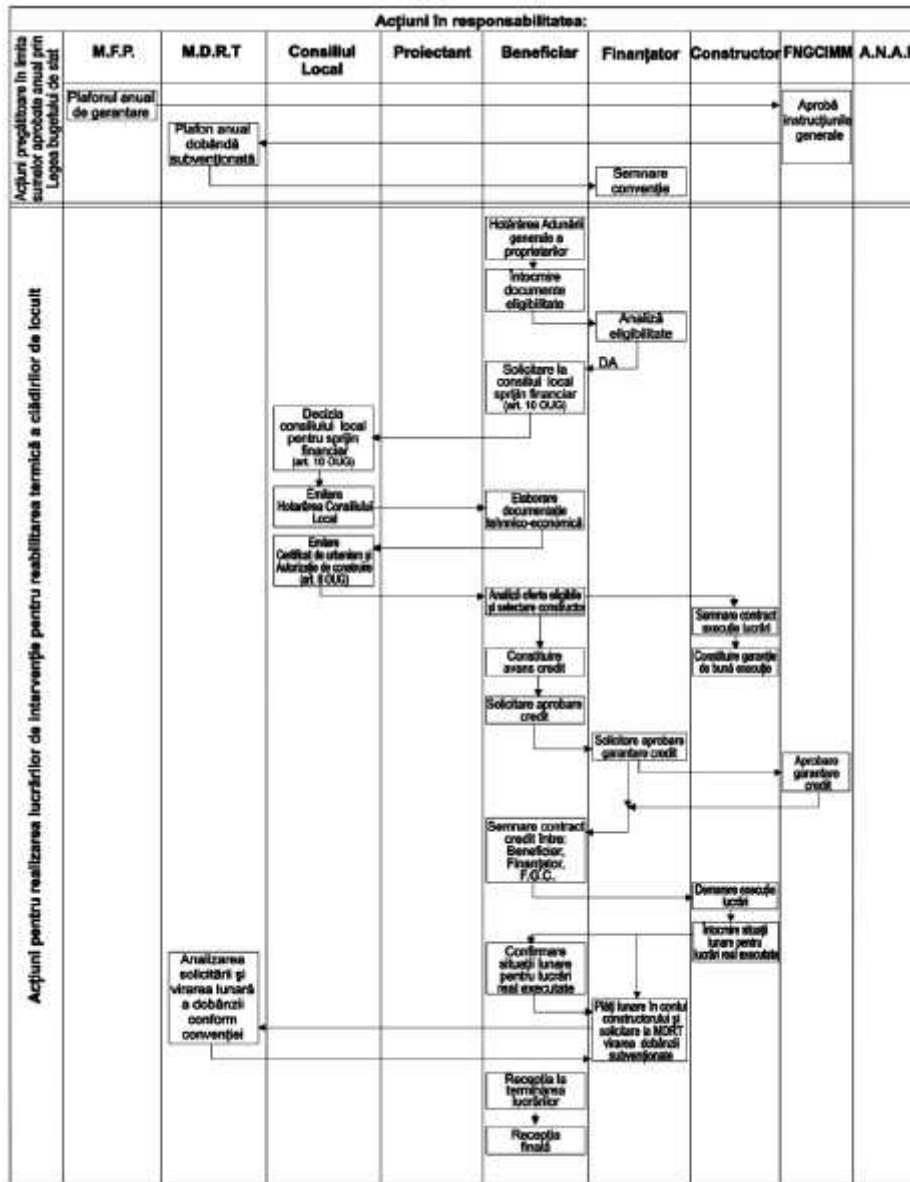 Acțiuni în responsabilitatea:
M.F.P.
M.D.R.T
Consiliul
Local
Proiectant
Beneficiar
Finanțator
Constructor
FNGCIMM
A.N.A.
Acțiuni pregătitoare în limita
sumelor aprobate anual prin
Legea bugetului de stat
Plafonul anual
de garantare
Aprobă
instrucțiunile
generale
Plafon anual
dobândă
subvenționată
Semnare
convenție
Acțiuni pentru realizarea lucrărilor de intervenție pentru reabilitarea termică a clădirilor de locuit
Hotărârea Adunării
generale a
proprietarilor
Întocmire
documente
eligibilitate
Analiză
eligibilitate
DA
Solicitare la
consiliul local
sprijin financiar
(art. 10 OUG)
Decizia
consiliului local
pentru sprijin
financiar
(art. 10 OUG)
Emitere
Hotararea Consiliului
Local
Elaborare
documentație
tehnico-economică
Emitere
Certificat de urbanism și
Autorizație de construire
(art. 8 OUG)
Analiză oferte eligibile
și selectare constructor
Semnare contract
execuție lucrări
Constituire
avans credit
Constituire garanție
de bună execuție
Solicitare aprobare
credit
Solicitare aprobare
garantare credit
Aprobare
garantare
credit
Semnare contract
credit între:
Beneficiar,
Finanțator,
F.G.C.
Demarare execuție
lucrări
Întocmire situații
lunare pentru
lucrări real executate
Confirmare
situații lunare
pentru lucrări
real executate
Analizarea
solicitării și
virarea lunară
a dobânzii
conform
convenției
Plăți lunare în contul
constructorului și
solicitare la MDRT
virarea dobânzii
subvenționate
Recepția la
terminarea
lucrărilor
Recepția
finală